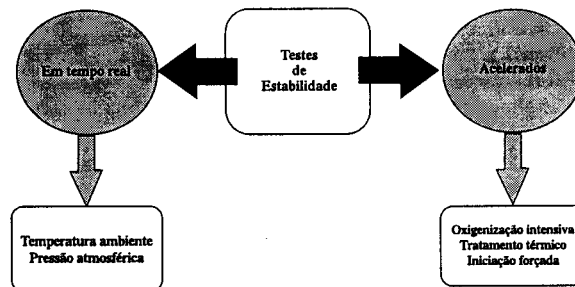 Testes
de
Estabilidade
Em tempo real
Acelerados
Temperatura ambiente
Pressão atmosférica
Oxigenização intensiva
Tratamento térmico
Iniciação forçada